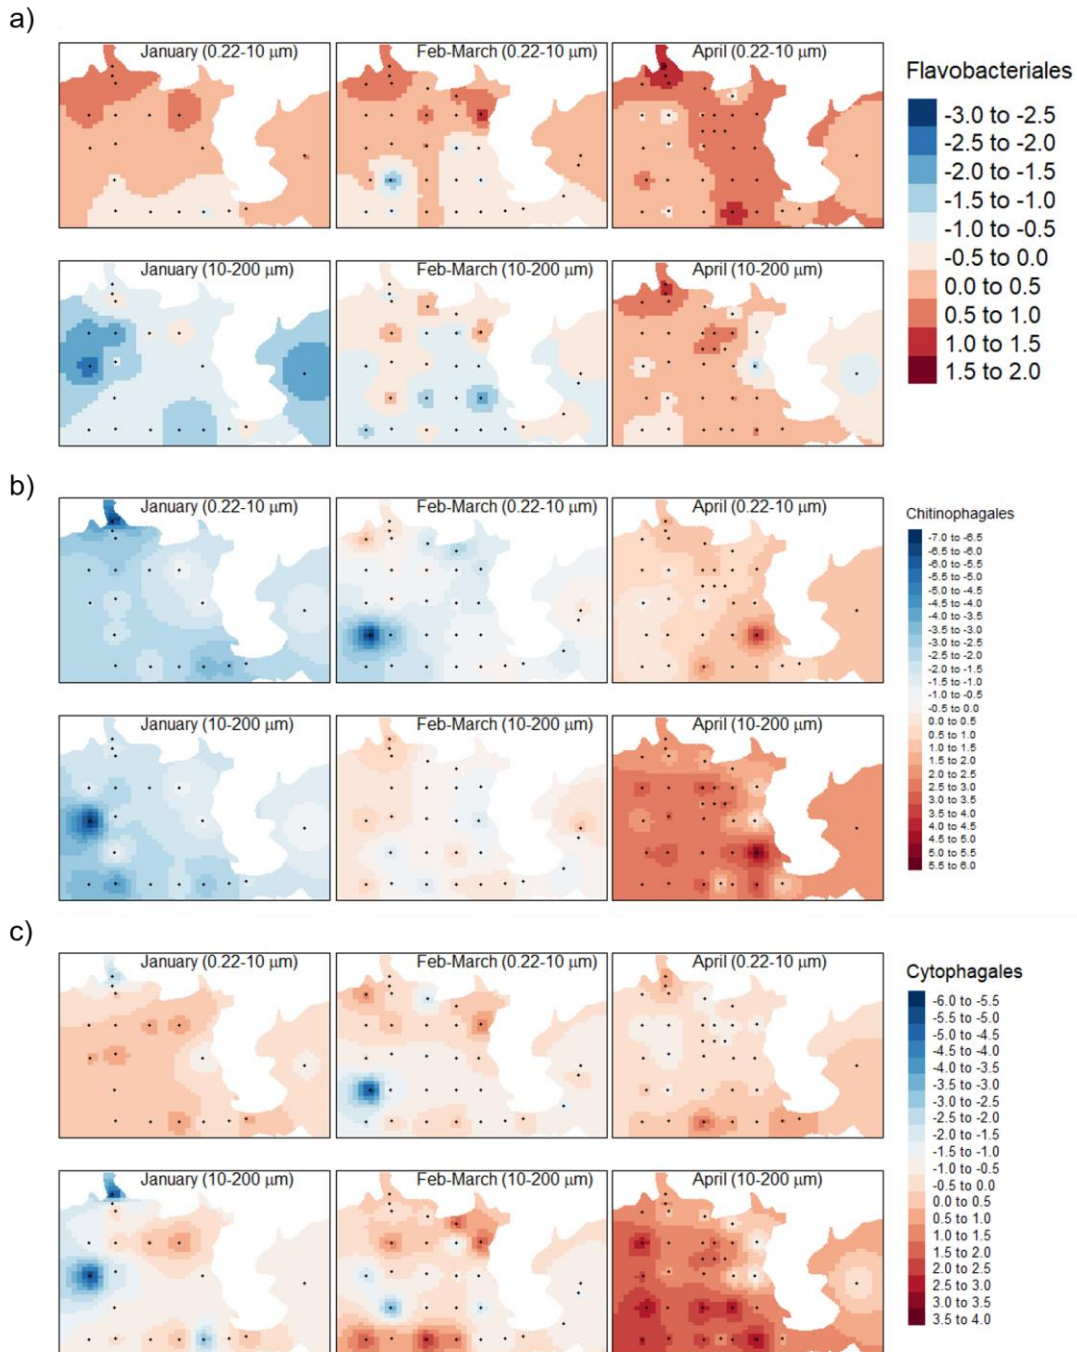 a)
January (0.22-10 μm)
Feb-March (0.22-10 μm)
April (0.22-10 μm)
Flavobacteriales
-3.0 to -2.5
-2.5 to -2.0
-2.0 to -1.5
-1.5 to -1.0
-1.0 to -0.5
-0.5 to 0.0
0.0 to 0.5
0.5 to 1.0
1.0 to 1.5
1.5 to 2.0
January (10-200 μm)
Feb-March (10-200 μm)
April (10-200 μm)
b)
January (0.22-10 μm)
Feb-March (0.22-10 μm)
April (0.22-10 μm)
Chitinophagales
-7.0 to -6.5
-6.5 to -6.0
-6.0 to -5.5
-5.5 to -5.0
-5.0 to -4.5
-4.5 to -4.0
-4.0 to -3.5
-3.5 to -3.0
-3.0 to -2.5
-2.5 to -2.0
-2.0 to -1.5
-1.5 to -1.0
-1.0 to -0.5
-0.5 to 0.0
0.0 to 0.5
0.5 to 1.0
1.0 to 1.5
1.5 to 2.0
2.0 to 2.5
2.5 to 3.0
3.0 to 3.5
3.5 to 4.0
4.0 to 4.5
4.5 to 5.0
5.0 to 5.5
5.5 to 6.0
January (10-200 μm)
Feb-March (10-200 μm)
April (10-200 μm)
c)
January (0.22-10 μm)
Feb-March (0.22-10 μm)
April (0.22-10 μm)
Cytophagales
-6.0 to -5.5
-5.5 to -5.0
-5.0 to -4.5
-4.5 to -4.0
-4.0 to -3.5
-3.5 to -3.0
-3.0 to -2.5
-2.5 to -2.0
-2.0 to -1.5
-1.5 to -1.0
-1.0 to -0.5
-0.5 to 0.0
0.0 to 0.5
0.5 to 1.0
1.0 to 1.5
1.5 to 2.0
2.0 to 2.5
2.5 to 3.0
3.0 to 3.5
3.5 to 4.0
January (10-200 μm)
Feb-March (10-200 μm)
April (10-200 μm)